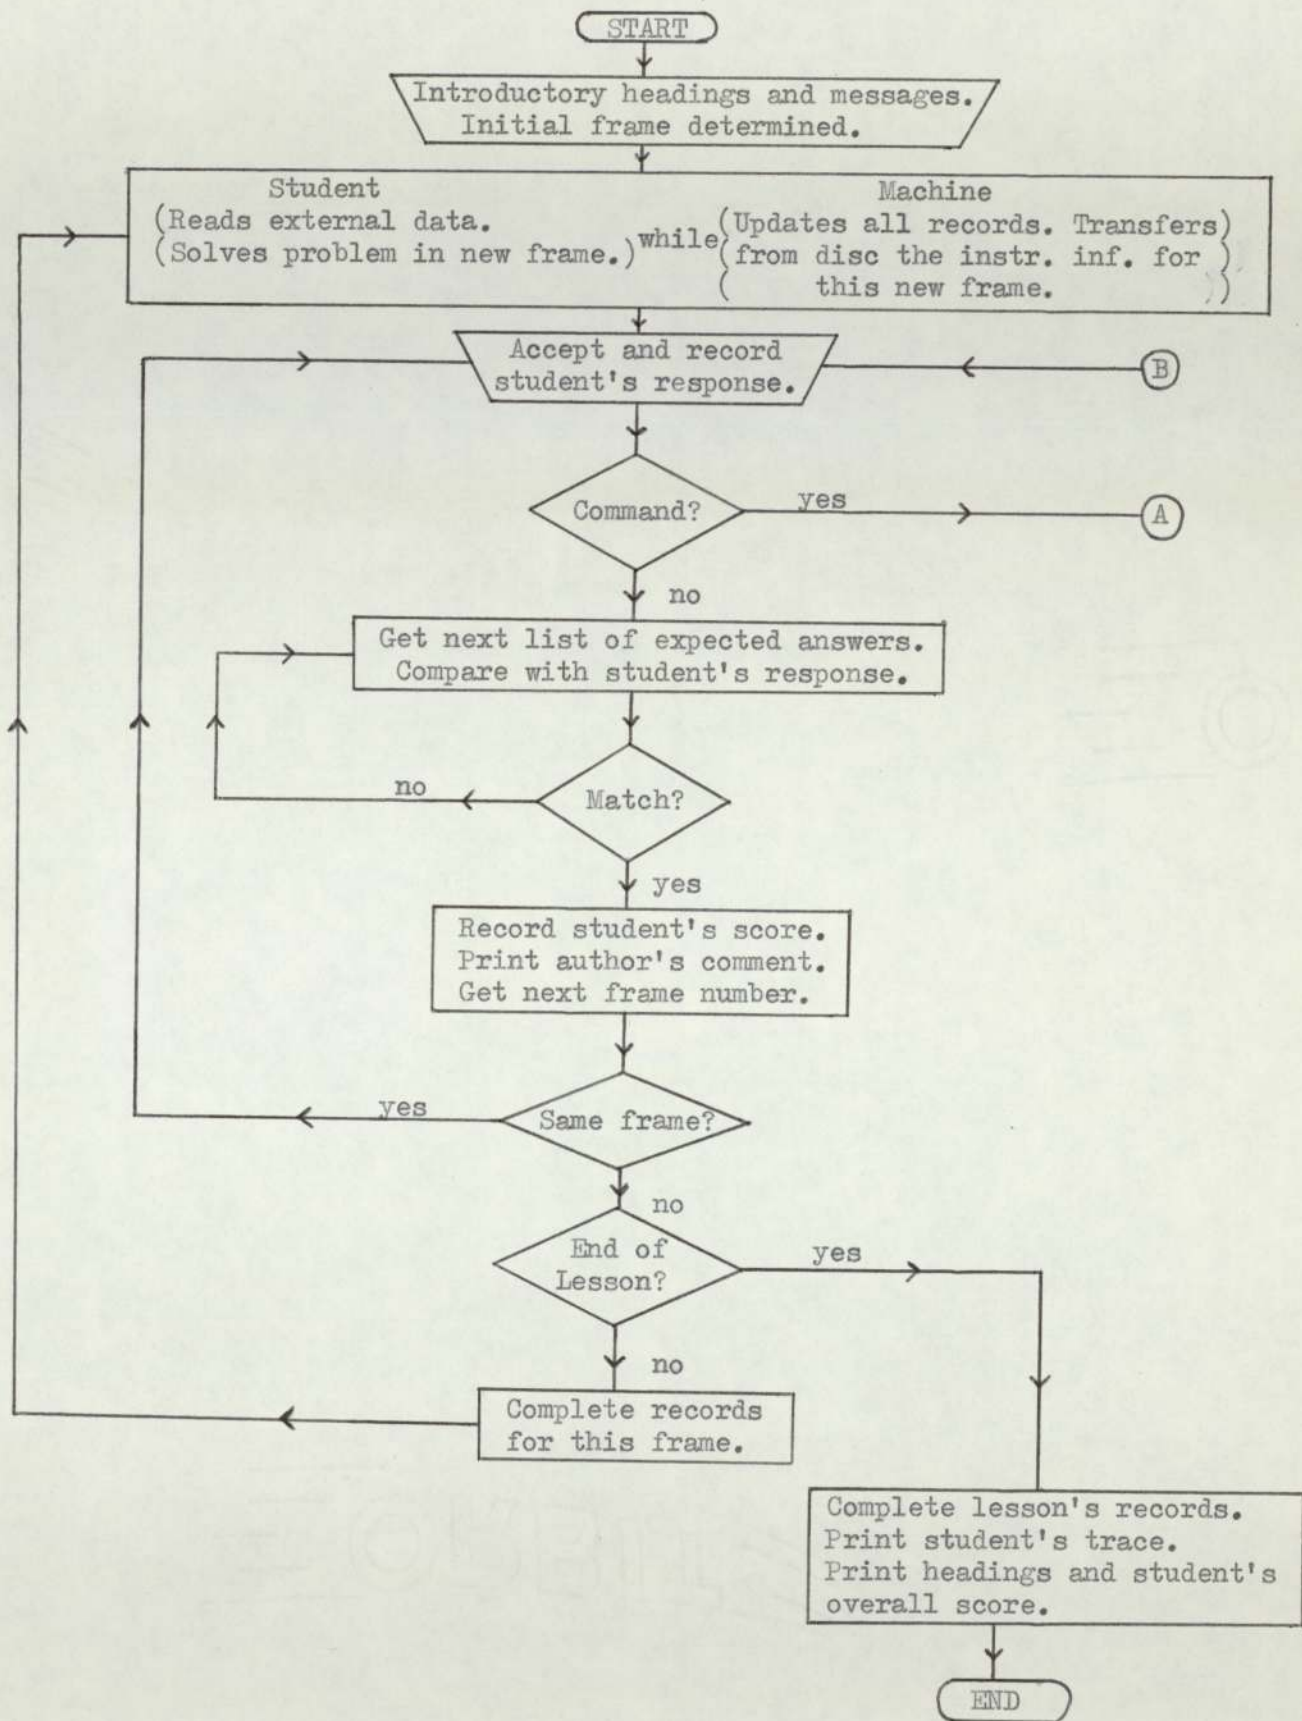 START
Introductory headings and messages.
Initial frame determined.
Student
(Reads external data.
(Solves problem in new frame.)
while
Machine
(Updates all records. Transfers)
(from disc the instr. inf. for )
( this new frame. )
Accept and record
student's response.
B
Command?
yes
A
no
Get next list of expected answers.
Compare with student's response.
no
Match?
yes
Record student's score.
Print author's comment.
Get next frame number.
yes
Same frame?
no
End of
Lesson?
yes
no
Complete records
for this frame.
Complete lesson's records.
Print student's trace.
Print headings and student's
overall score.
END